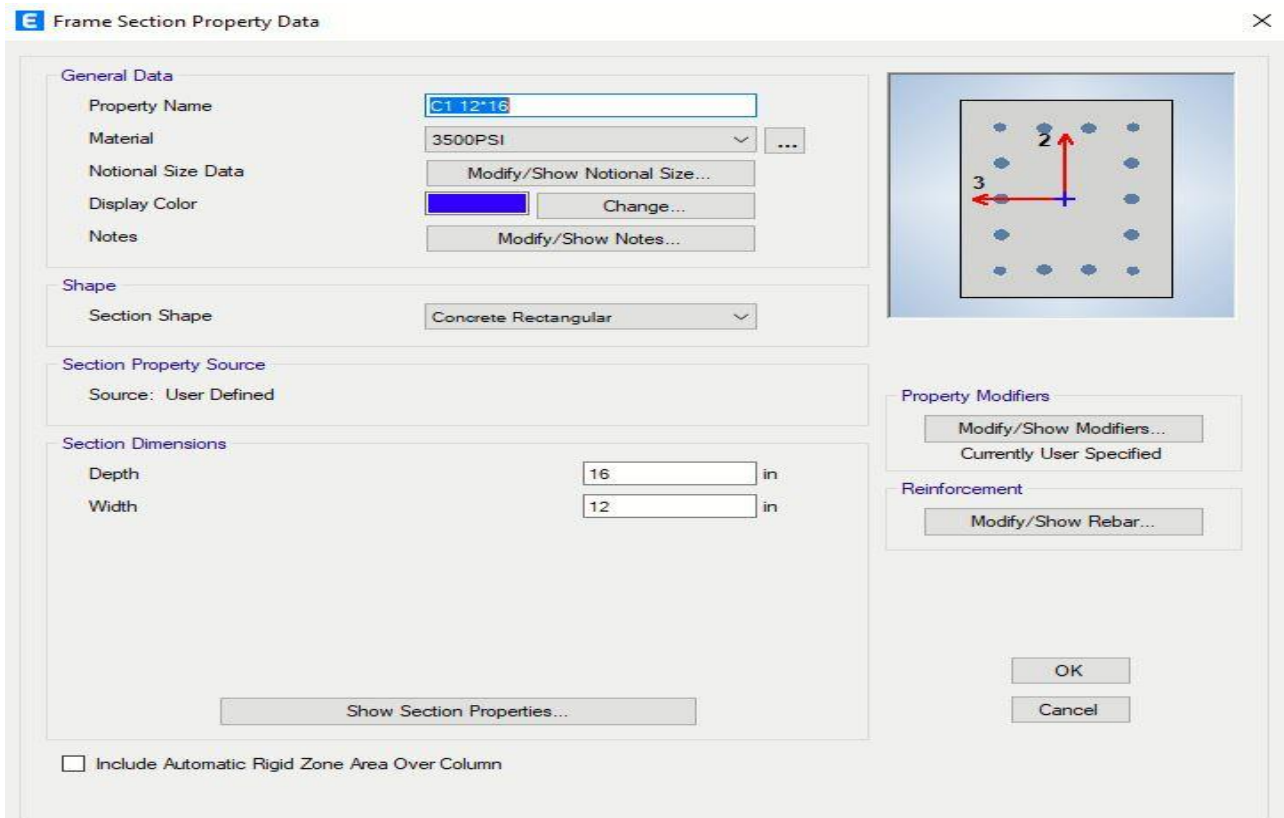 E Frame Section Property Data
General Data
Property Name C1 12*16
Material 3500PSI ...
Notional Size Data Modify/Show Notional Size...
Display Color Change...
Notes Modify/Show Notes...
2
3
Shape
Section Shape Concrete Rectangular
Section Property Source
Source: User Defined
Property Modifiers
Modify/Show Modifiers...
Currently User Specified
Section Dimensions
Depth 16 in
Width 12 in
Reinforcement
Modify/Show Rebar...
Show Section Properties...
OK
Cancel
Include Automatic Rigid Zone Area Over Column